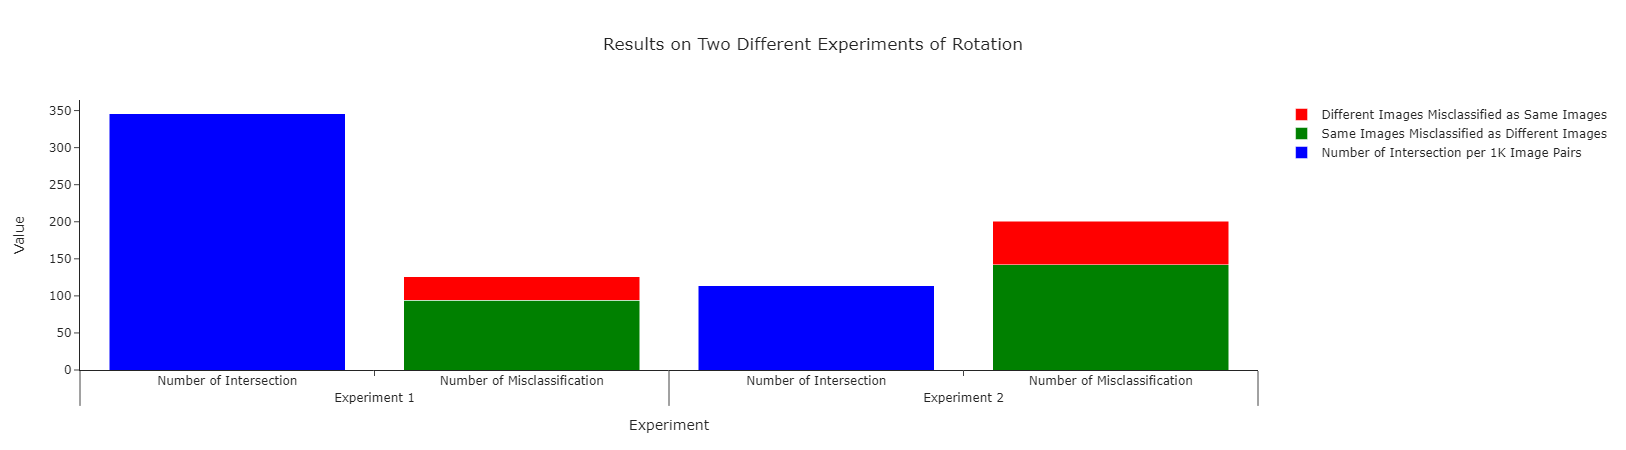 Results on Two Different Experiments of Rotation
Value
350
300
250
200
150
100
50
0
Number of Intersection
Number of Misclassification
Number of Intersection
Number of Misclassification
Experiment 1
Experiment 2
Experiment
Different Images Misclassified as Same Images
Same Images Misclassified as Different Images
Number of Intersection per 1K Image Pairs